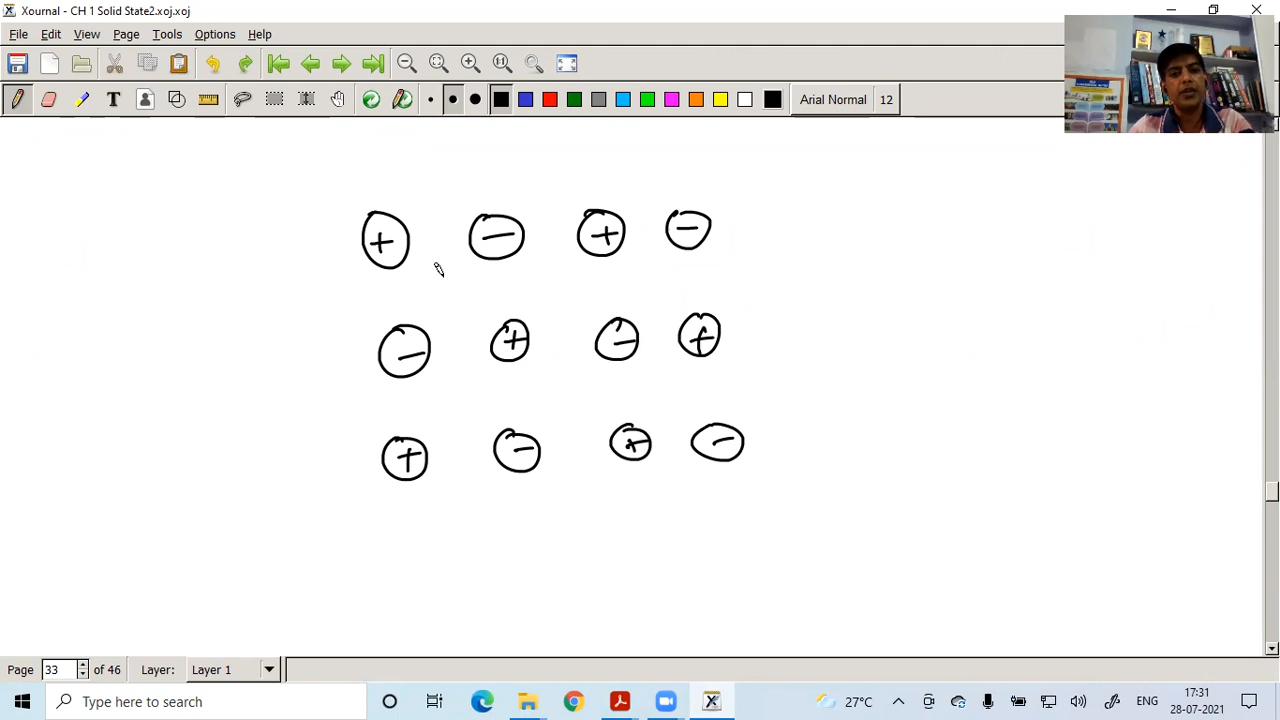 Xournal - CH 1 Solid State2.xoj.xoj
File Edit View Page Tools Options Help
Arial Normal 12
+ − + −
− + − +
+ − + −
Page 33 of 46 Layer: Layer 1
Type here to search 27°C ENG 17:31
28-07-2021